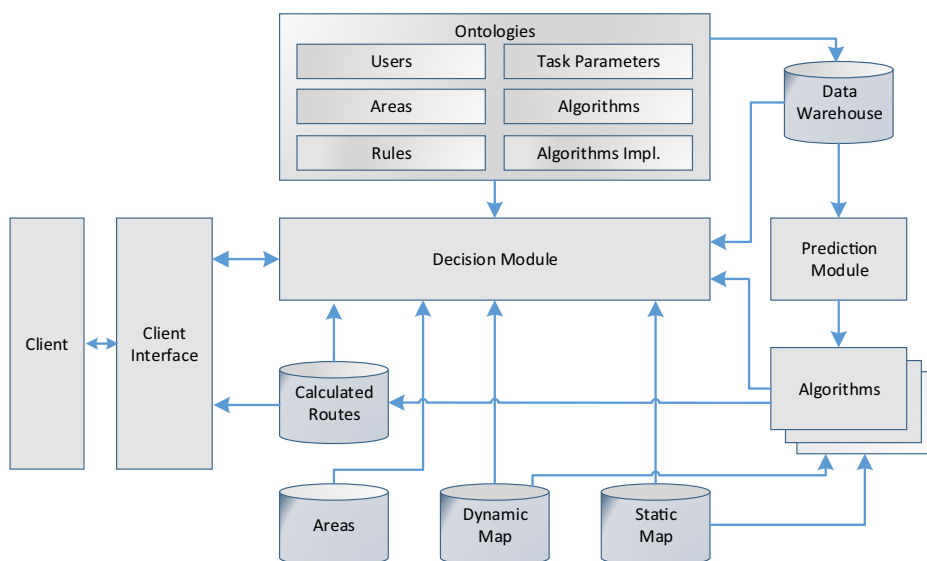 Ontologies
Users
Task Parameters
Areas
Algorithms
Rules
Algorithms Impl.
Data
Warehouse
Decision Module
Prediction
Module
Client
Client
Interface
Calculated
Routes
Algorithms
Areas
Dynamic
Map
Static
Map